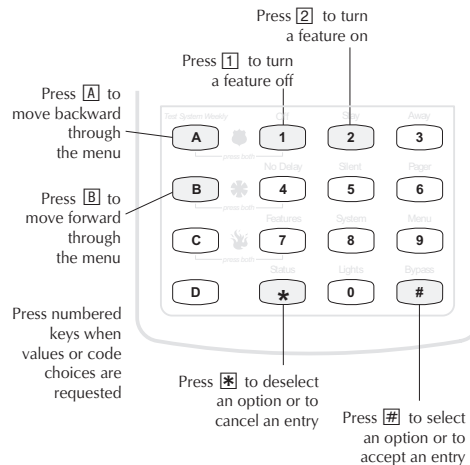 Press 2 to turn
a feature on
Press 1 to turn
a feature off
Press A to
move backward
through
the menu
Test System Weekly
Off
Stay
Away
A
1
2
3
press both
Press B to
move forward
through
the menu
No Delay
Silent
Pager
B
4
5
6
press both
Features
System
Menu
C
7
8
9
press both
Status
Lights
Bypass
D
*
0
#
Press numbered
keys when
values or code
choices are
requested
Press * to deselect
an option or to
cancel an entry
Press # to select
an option or to
accept an entry